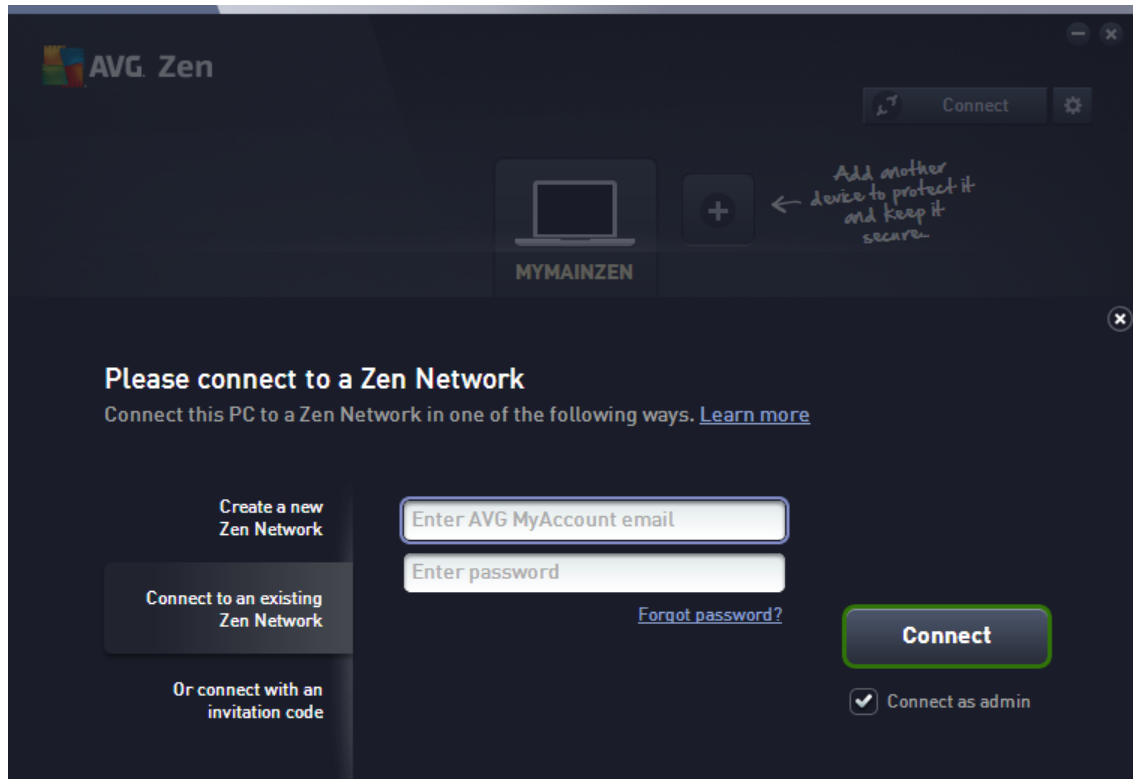 AVG. Zen
Connect
Add another
device to protect it
and keep it
secure...
MYMAINZEN
Please connect to a Zen Network
Connect this PC to a Zen Network in one of the following ways. Learn more
Create a new
Zen Network
Enter AVG MyAccount email
Enter password
Connect to an existing
Zen Network
Forgot password?
Connect
Or connect with an
invitation code
Connect as admin